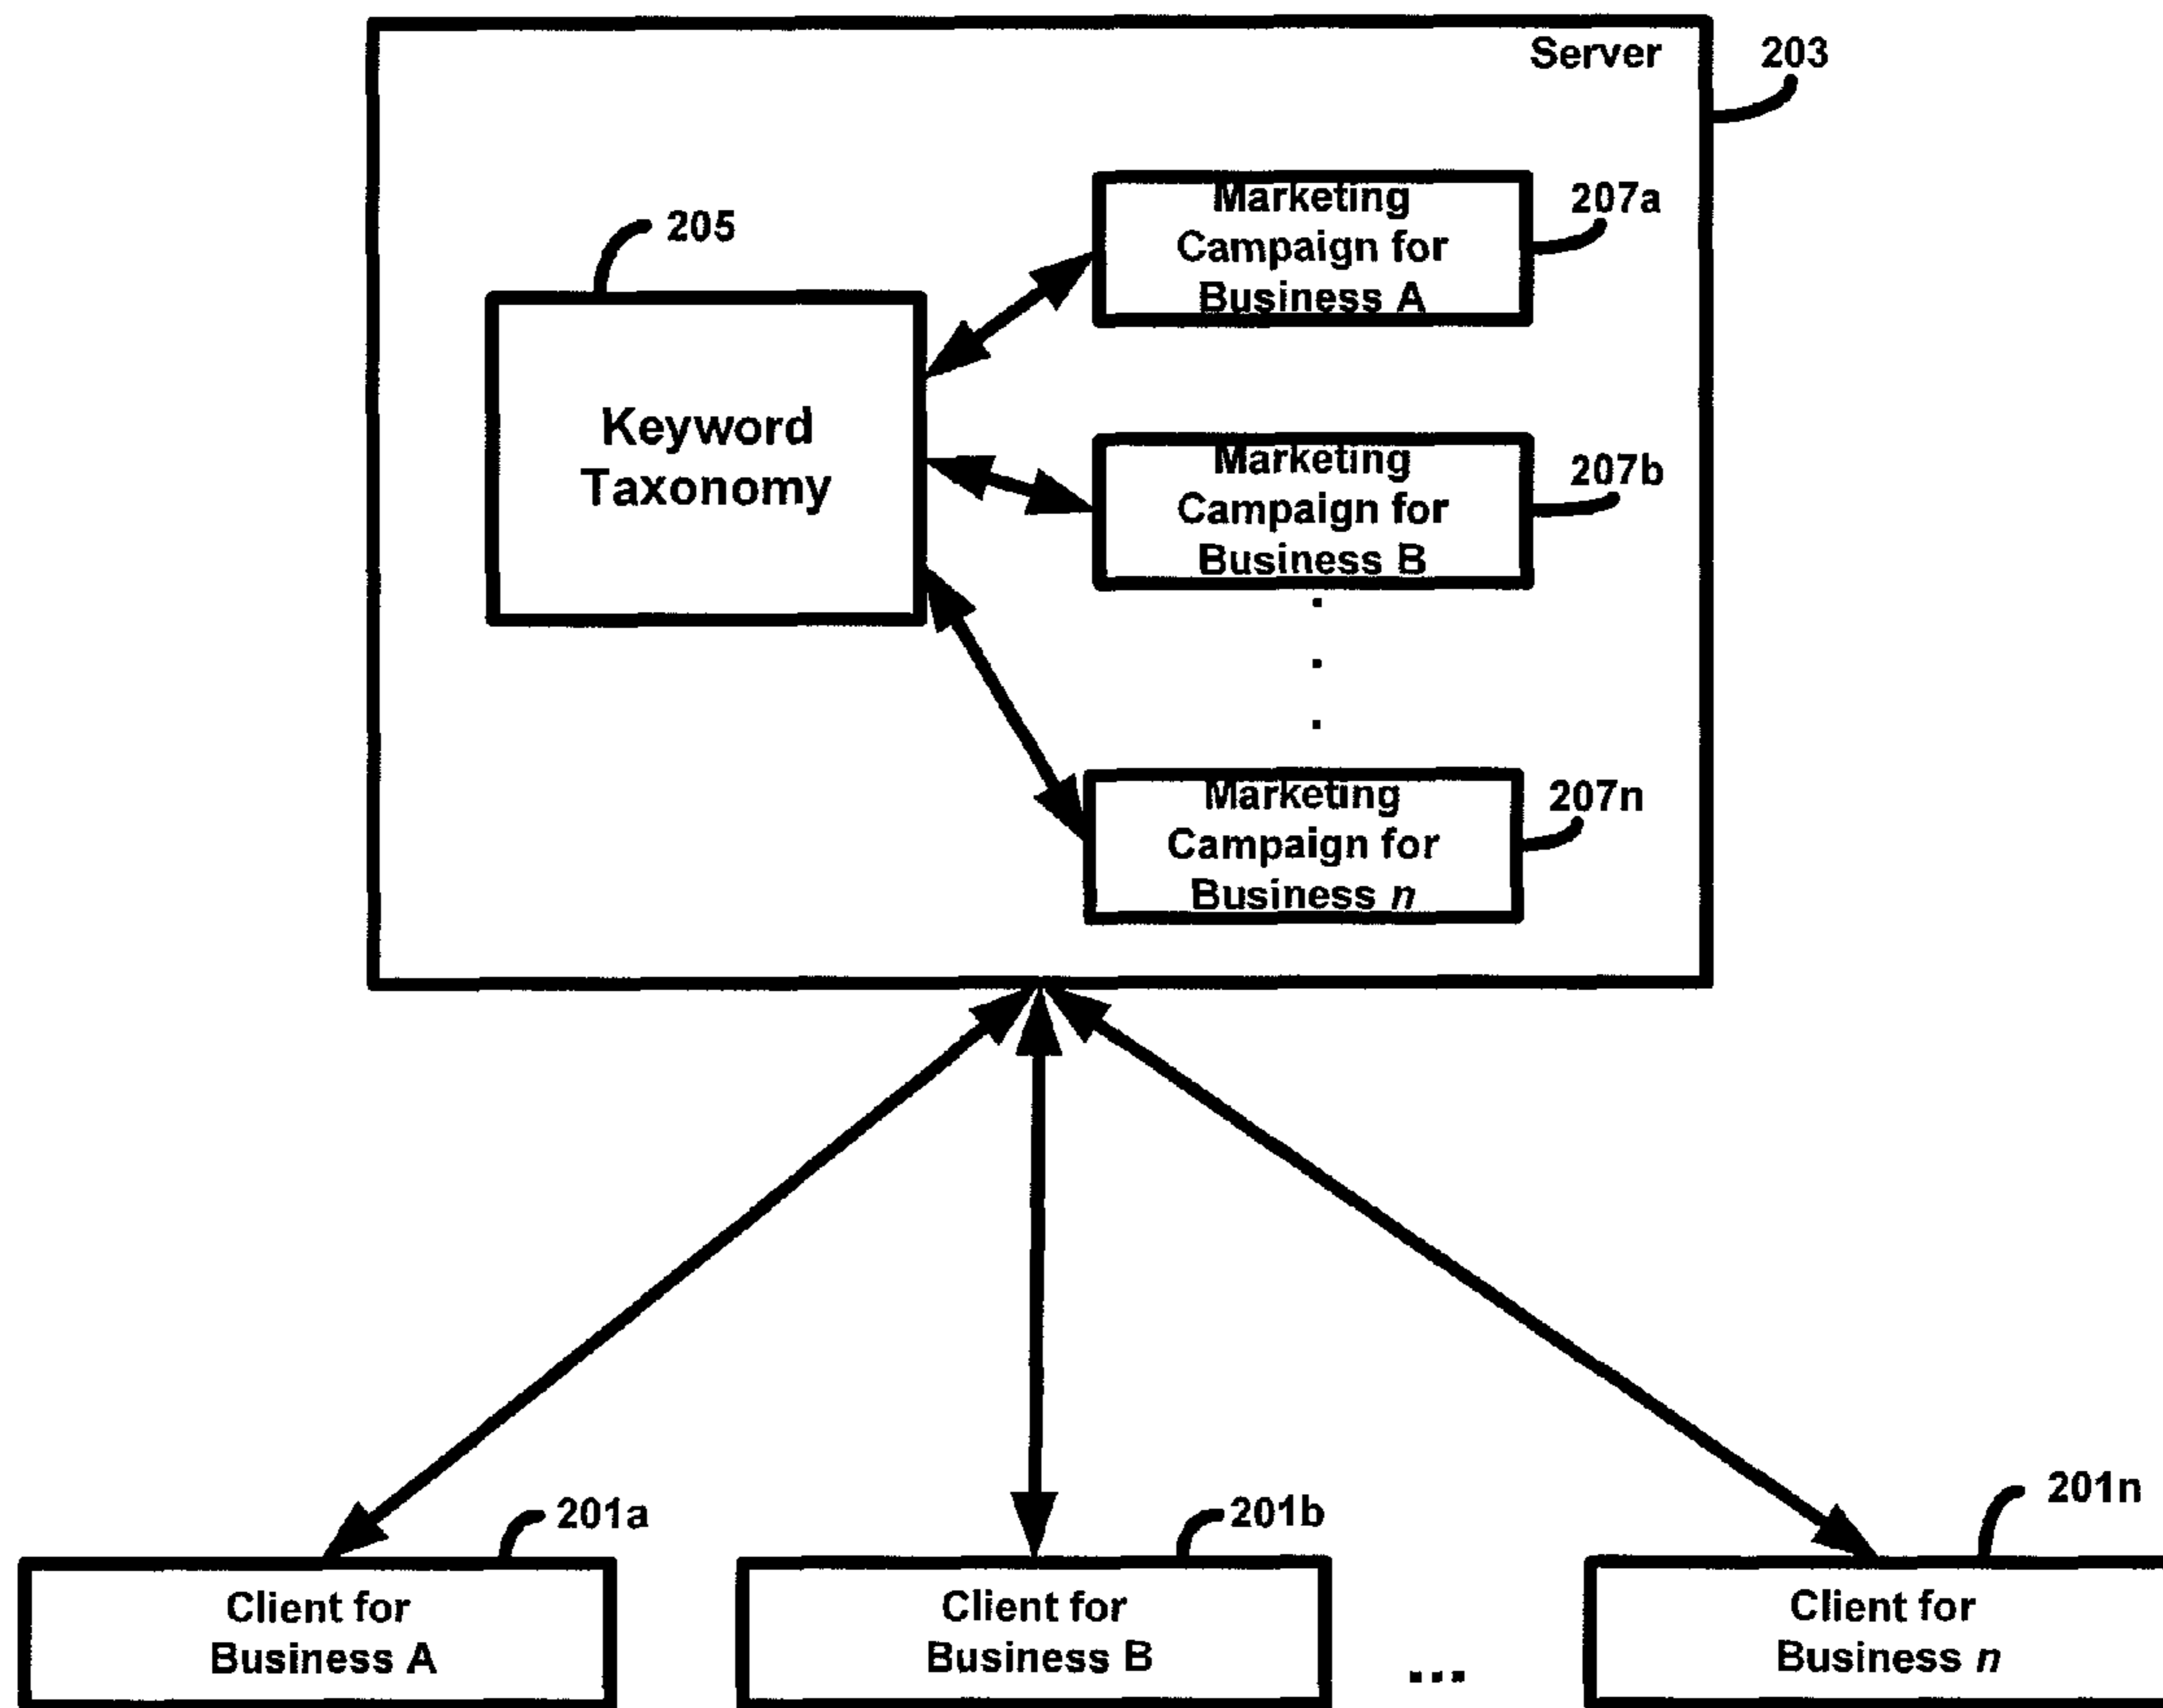 Server
203
205
Keyword
Taxonomy
Marketing
Campaign for
Business A
207a
Marketing
Campaign for
Business B
207b
.
.
.
Marketing
Campaign for
Business n
207n
201a
Client for
Business A
201b
Client for
Business B
...
201n
Client for
Business n